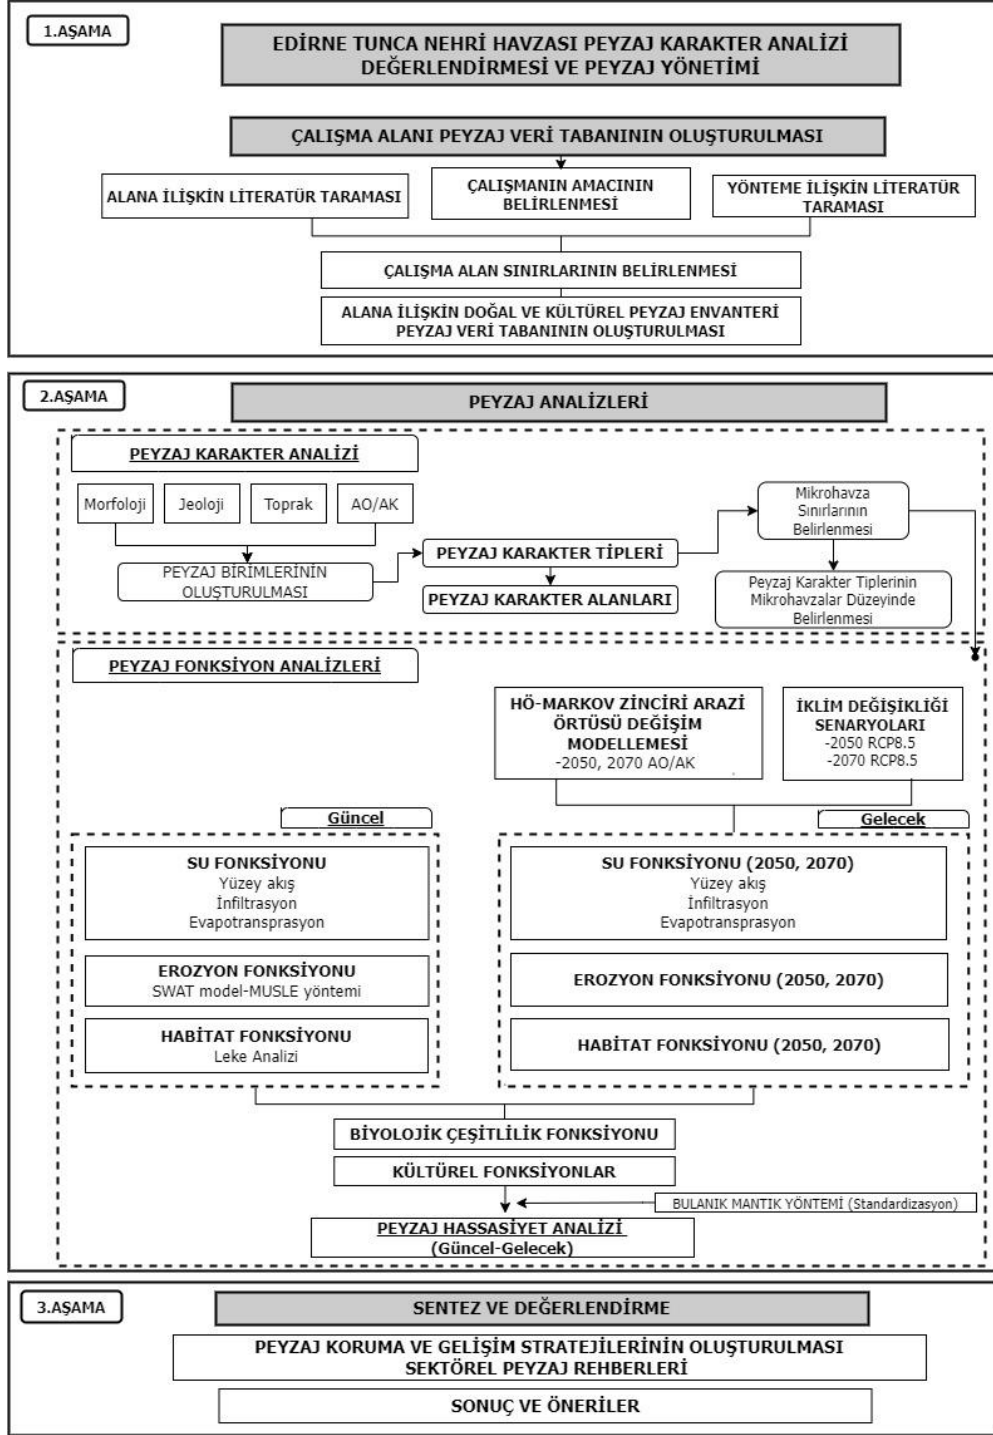 1.AŞAMA
EDİRNE TUNCA NEHRİ HAVZASI PEYZAJ KARAKTER ANALİZİ
DEĞERLENDİRMESİ VE PEYZAJ YÖNETİMİ
ÇALIŞMA ALANI PEYZAJ VERİ TABANININ OLUŞTURULMASI
ALANA İLİŞKİN LİTERATÜR TARAMASI
ÇALIŞMANIN AMACININ
BELİRLENMESİ
YÖNTEME İLİŞKİN LİTERATÜR
TARAMASI
ÇALIŞMA ALAN SINIRLARININ BELİRLENMESİ
ALANA İLİŞKİN DOĞAL VE KÜLTÜREL PEYZAJ ENVANTERİ
PEYZAJ VERİ TABANININ OLUŞTURULMASI
2.AŞAMA
PEYZAJ ANALİZLERİ
PEYZAJ KARAKTER ANALİZİ
Morfoloji
Jeoloji
Toprak
AO/AK
PEYZAJ BİRİMLERİNİN
OLUŞTURULMASI
PEYZAJ KARAKTER TİPLERİ
PEYZAJ KARAKTER ALANLARI
Mikrohavza
Sınırlarının
Belirlenmesi
Peyzaj Karakter Tiplerinin
Mikrohavzalar Düzeyinde
Belirlenmesi
PEYZAJ FONKSİYON ANALİZLERİ
HÖ-MARKOV ZİNCİRİ ARAZİ
ÖRTÜSÜ DEĞİŞİM
MODELLEMESİ
-2050, 2070 AO/AK
İKLİM DEĞİŞİKLİĞİ
SENARYOLARI
-2050 RCP8.5
-2070 RCP8.5
Güncel
SU FONKSİYONU
Yüzey akış
İnfiltrasyon
Evapotransprasyon
EROZYON FONKSİYONU
SWAT model-MUSLE yöntemi
HABİTAT FONKSİYONU
Leke Analizi
Gelecek
SU FONKSİYONU (2050, 2070)
Yüzey akış
İnfiltrasyon
Evapotransprasyon
EROZYON FONKSİYONU (2050, 2070)
HABİTAT FONKSİYONU (2050, 2070)
BİYOLOJİK ÇEŞİTLİLİK FONKSİYONU
KÜLTÜREL FONKSİYONLAR
BULANIK MANTIK YÖNTEMİ (Standardizasyon)
PEYZAJ HASSASİYET ANALİZİ
(Güncel-Gelecek)
3.AŞAMA
SENTEZ VE DEĞERLENDİRME
PEYZAJ KORUMA VE GELİŞİM STRATEJİLERİNİN OLUŞTURULMASI
SEKTÖREL PEYZAJ REHBERLERİ
SONUÇ VE ÖNERİLER